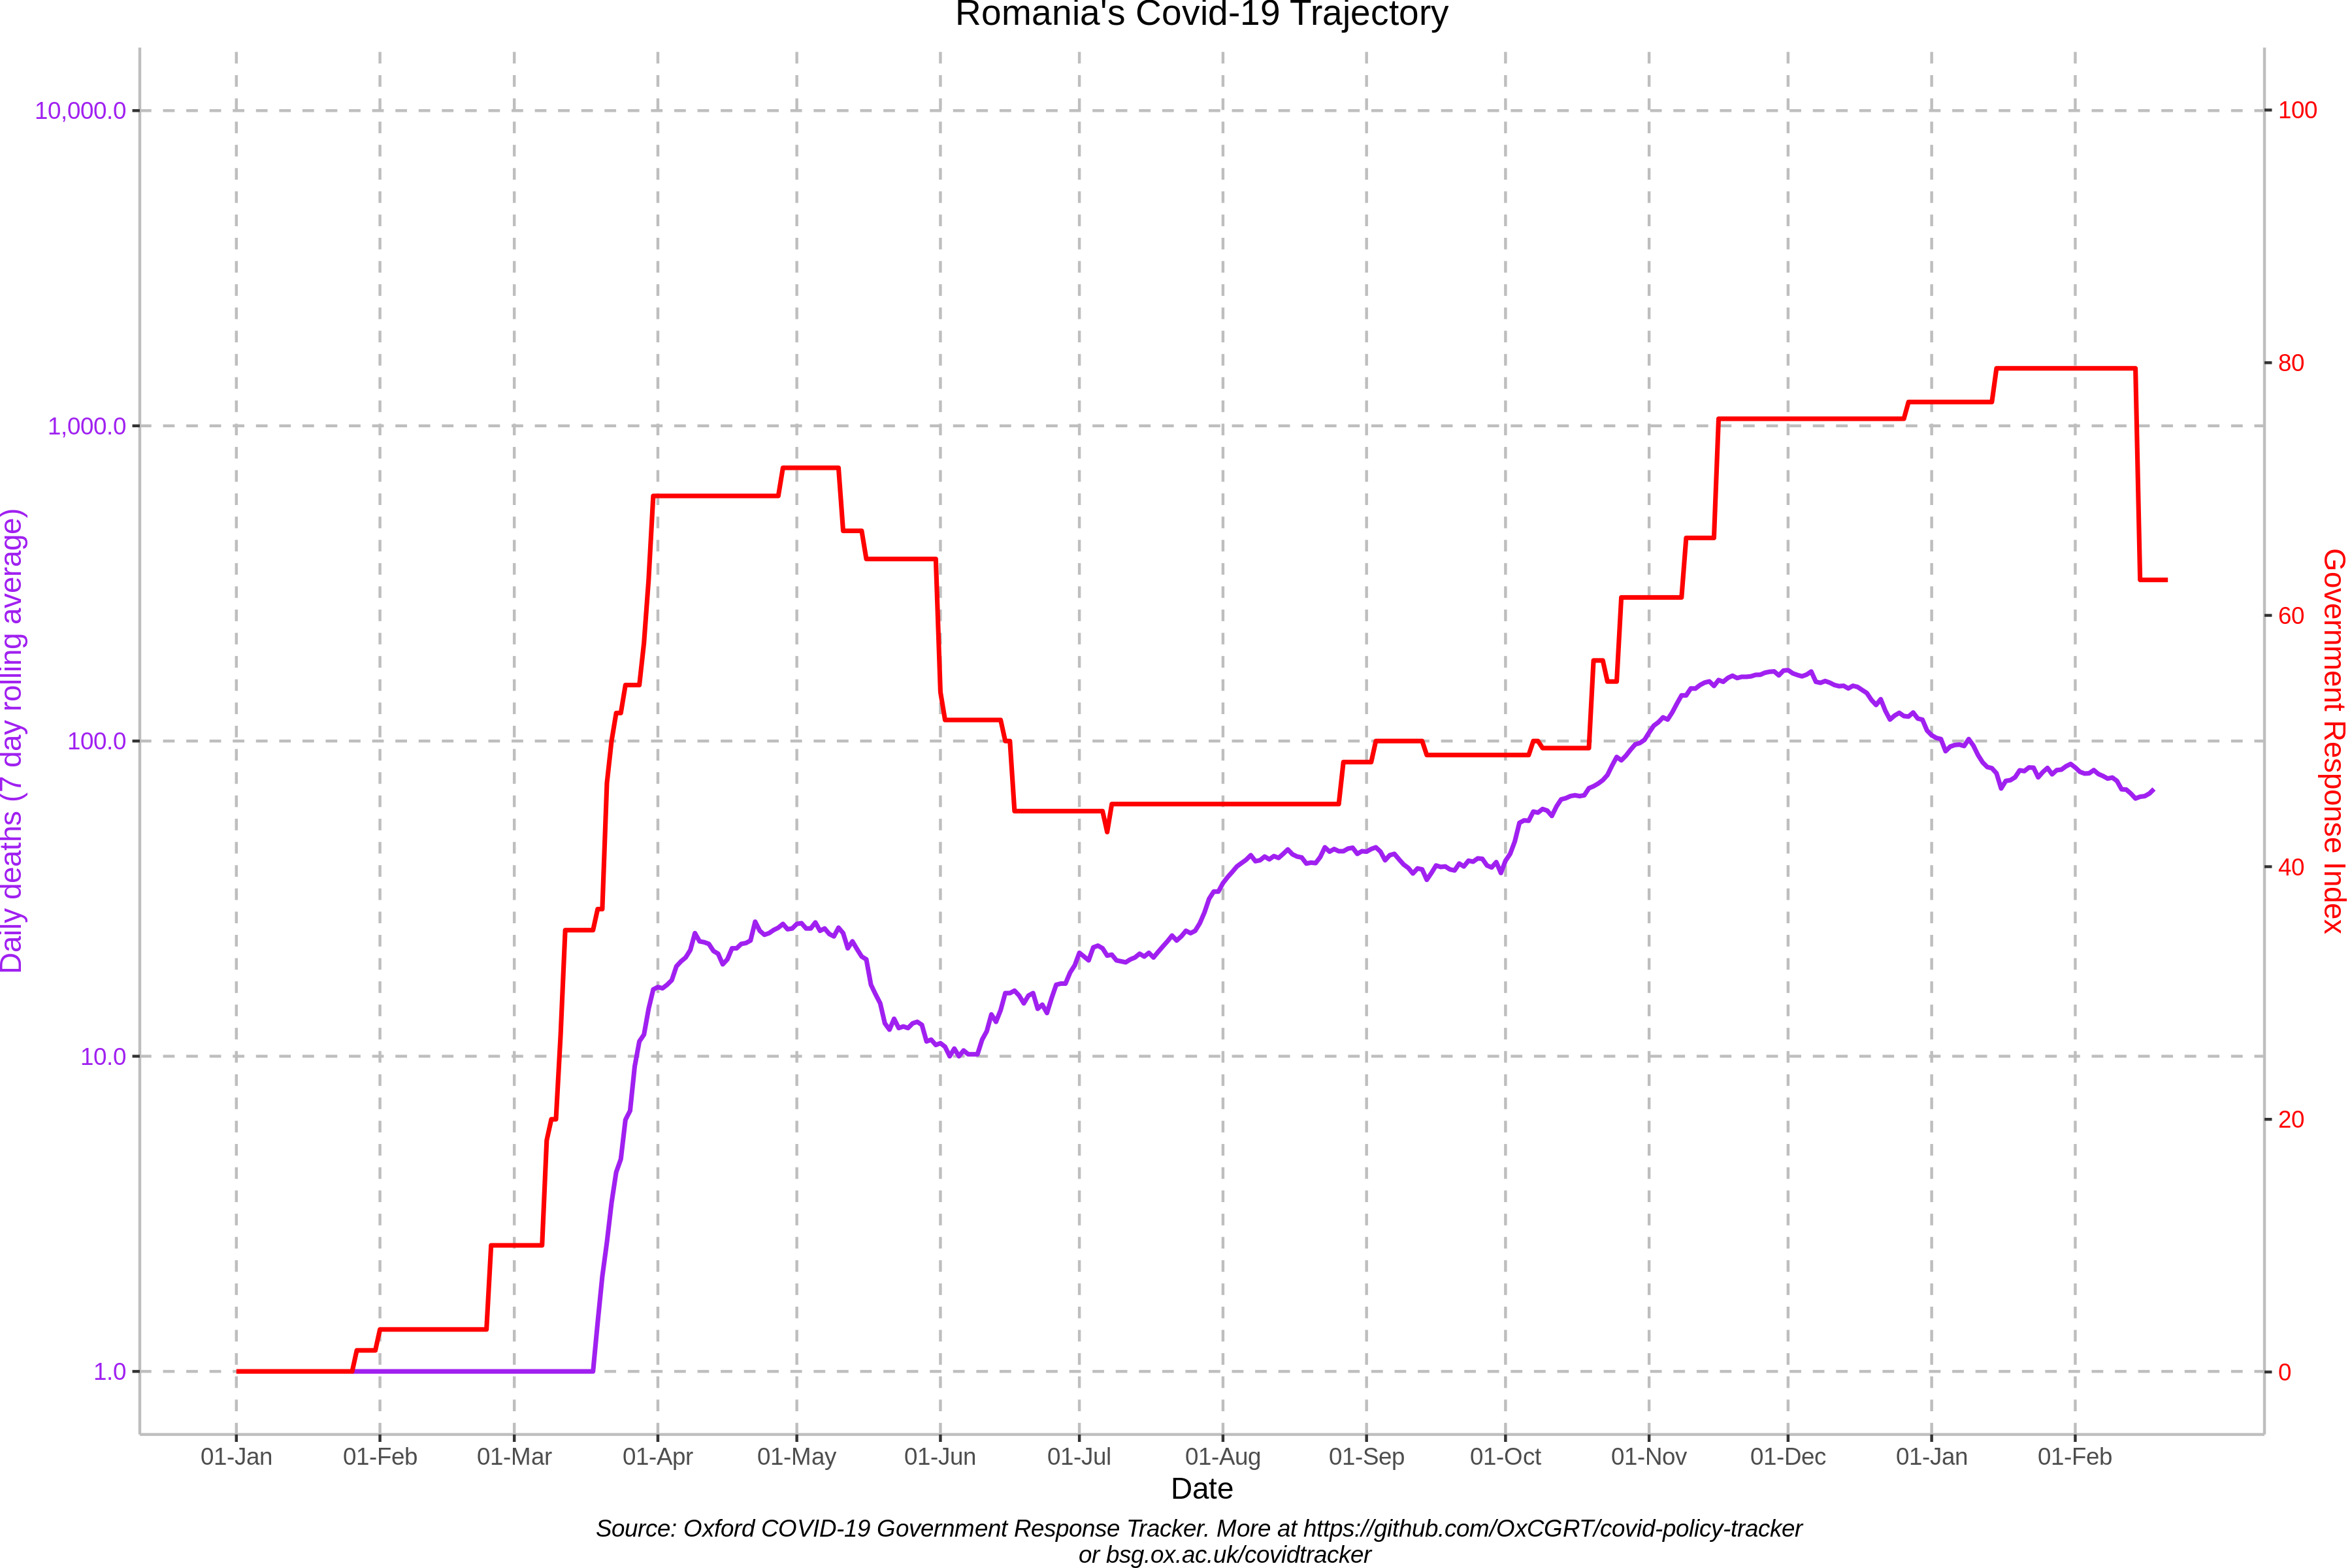 Romania's Covid-19 Trajectory
Daily deaths (7 day rolling average)
10,000.0
1,000.0
100.0
10.0
1.0
100
80
60
40
20
0
Government Response Index
01-Jan 01-Feb 01-Mar 01-Apr 01-May 01-Jun 01-Jul 01-Aug 01-Sep 01-Oct 01-Nov 01-Dec 01-Jan 01-Feb
Date
Source: Oxford COVID-19 Government Response Tracker. More at https://github.com/OxCGRT/covid-policy-tracker
or bsg.ox.ac.uk/covidtracker